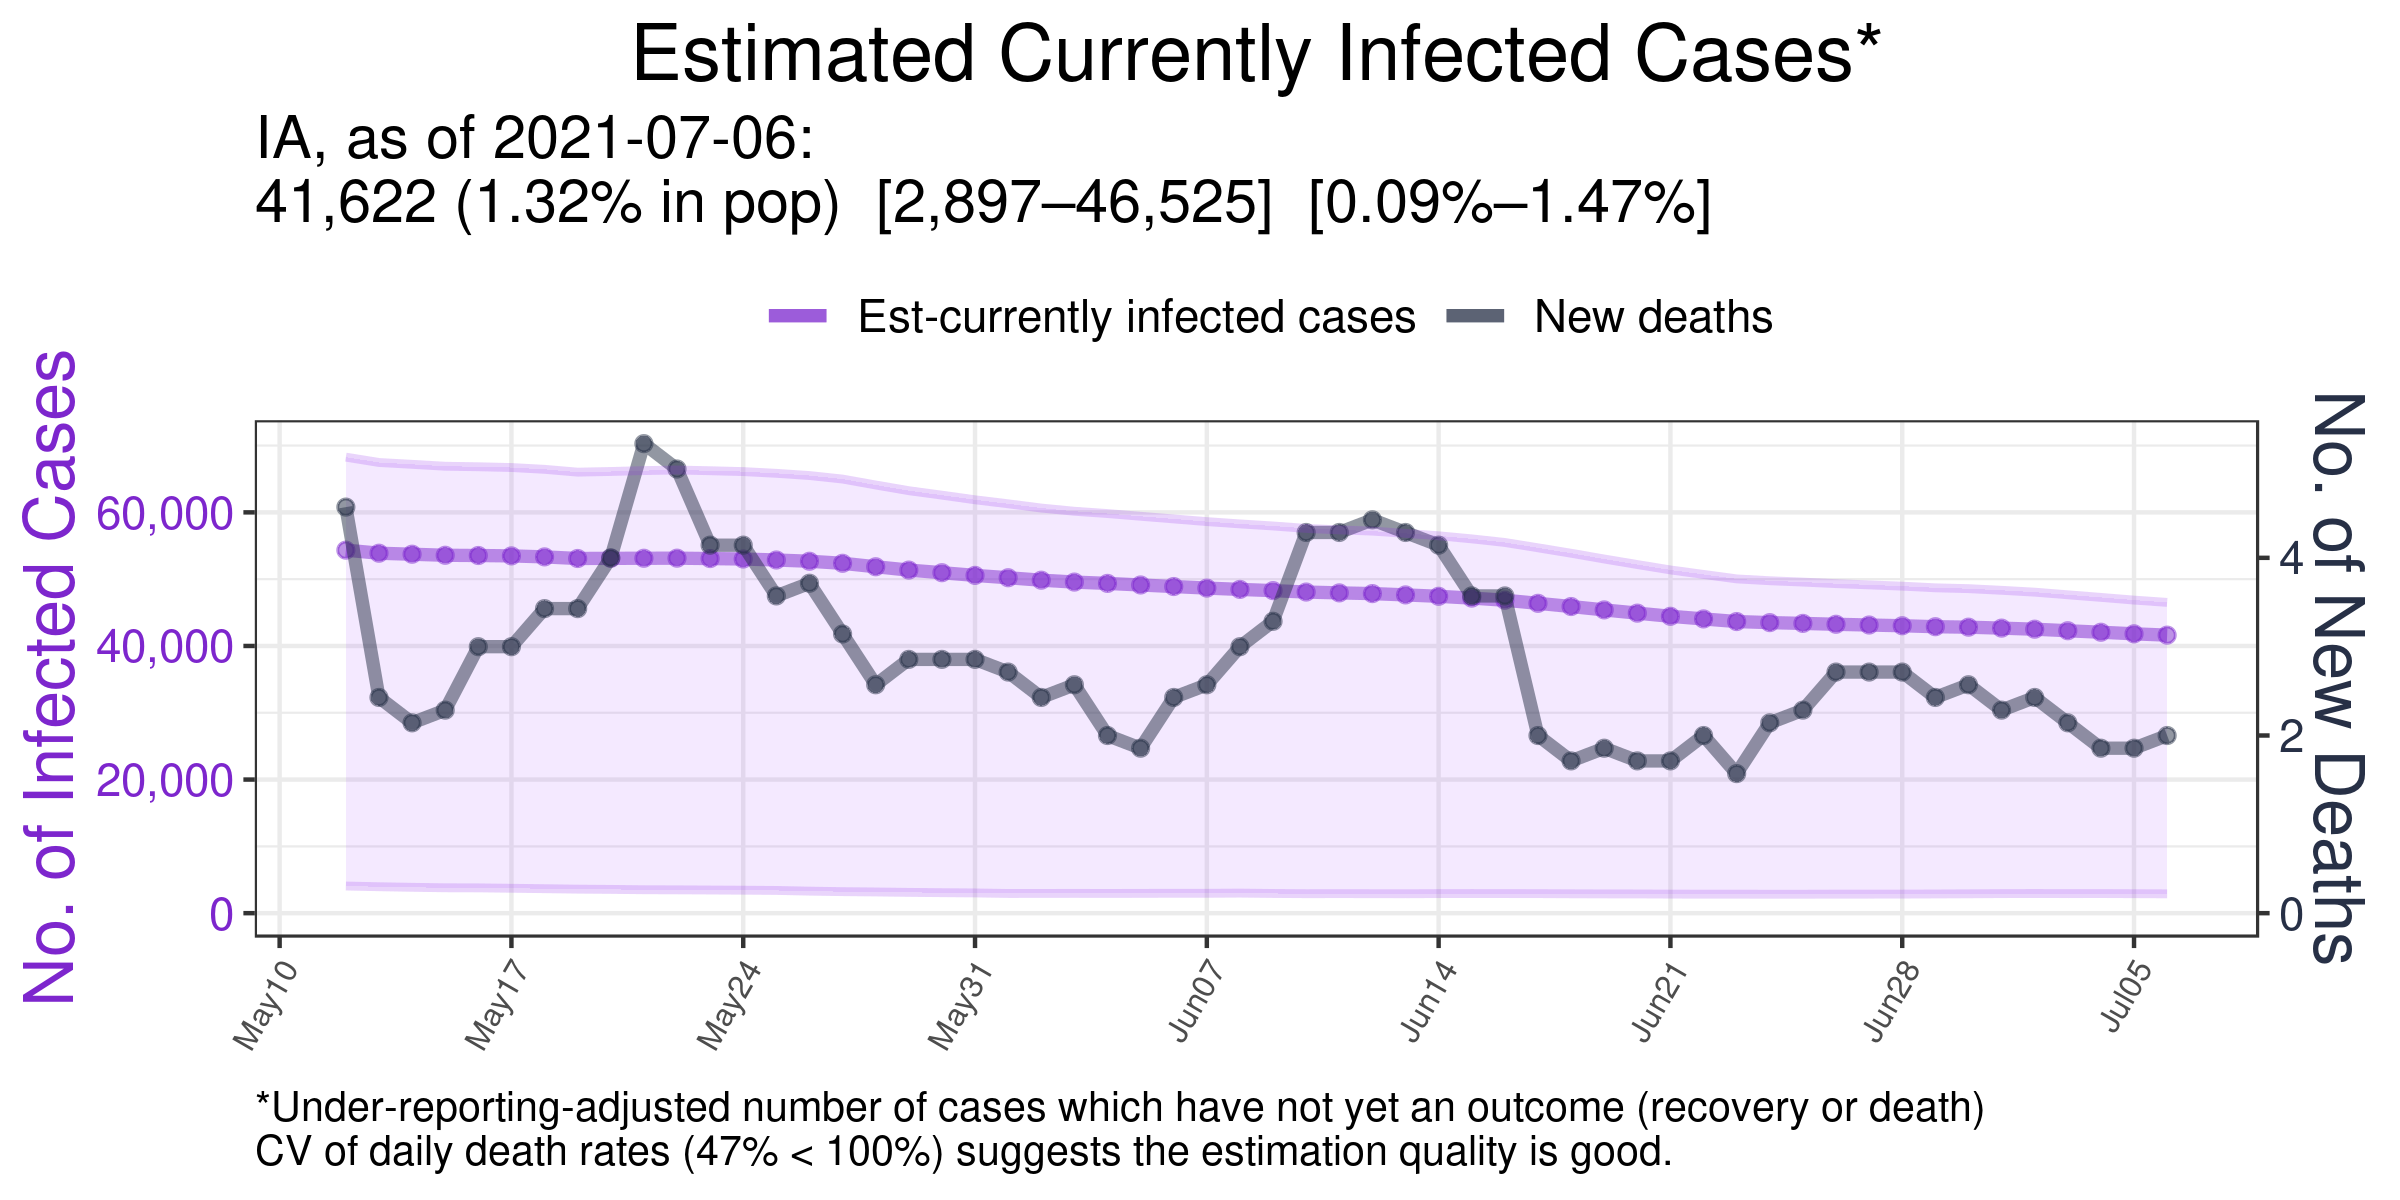 Estimated Currently Infected Cases*
IA, as of 2021-07-06:
41,622 (1.32% in pop)  [2,897–46,525]  [0.09%–1.47%]
Est-currently infected cases
New deaths
No. of Infected Cases
60,000
40,000
20,000
0
No. of New Deaths
4
2
0
May10
May17
May24
May31
Jun07
Jun14
Jun21
Jun28
Jul05
*Under-reporting-adjusted number of cases which have not yet an outcome (recovery or death)
CV of daily death rates (47% < 100%) suggests the estimation quality is good.